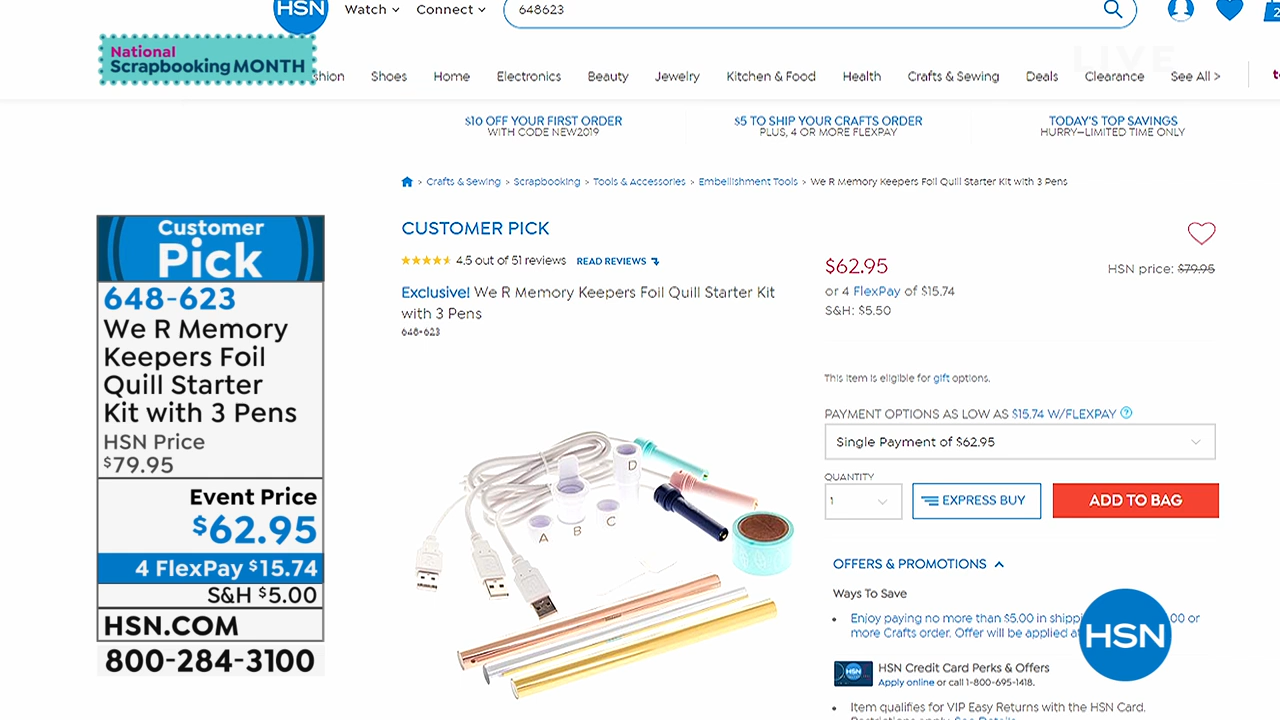 HSN
Watch
Connect
648623
2
National
Scrapbooking MONTH
shion
Shoes
Home
Electronics
Beauty
Jewelry
Kitchen & Food
Health
Crafts & Sewing
Deals
Clearance
See All >
LIVE
$10 OFF YOUR FIRST ORDER
WITH CODE NEW2019
$5 TO SHIP YOUR CRAFTS ORDER
PLUS, 4 OR MORE FLEXPAY
TODAY'S TOP SAVINGS
HURRY—LIMITED TIME ONLY
> Crafts & Sewing > Scrapbooking > Tools & Accessories > Embellishment Tools > We R Memory Keepers Foil Quill Starter Kit with 3 Pens
Customer
Pick
648-623
We R Memory
Keepers Foil
Quill Starter
Kit with 3 Pens
HSN Price
$79.95
Event Price
$62.95
4 FlexPay $15.74
S&H $5.00
HSN.COM
800-284-3100
CUSTOMER PICK
4.5 out of 51 reviews READ REVIEWS
Exclusive! We R Memory Keepers Foil Quill Starter Kit
with 3 Pens
648-623
A
B
C
D
$62.95
HSN price: $79.95
or 4 FlexPay of $15.74
S&H: $5.50
This item is eligible for gift options.
PAYMENT OPTIONS AS LOW AS $15.74 W/FLEXPAY ?
Single Payment of $62.95
QUANTITY
1
EXPRESS BUY
ADD TO BAG
OFFERS & PROMOTIONS
Ways To Save
• Enjoy paying no more than $5.00 in shippi .00 or
more Crafts order. Offer will be applied a
HSN
HSN Credit Card Perks & Offers
Apply online or call 1-800-695-1418.
• Item qualifies for VIP Easy Returns with the HSN Card.